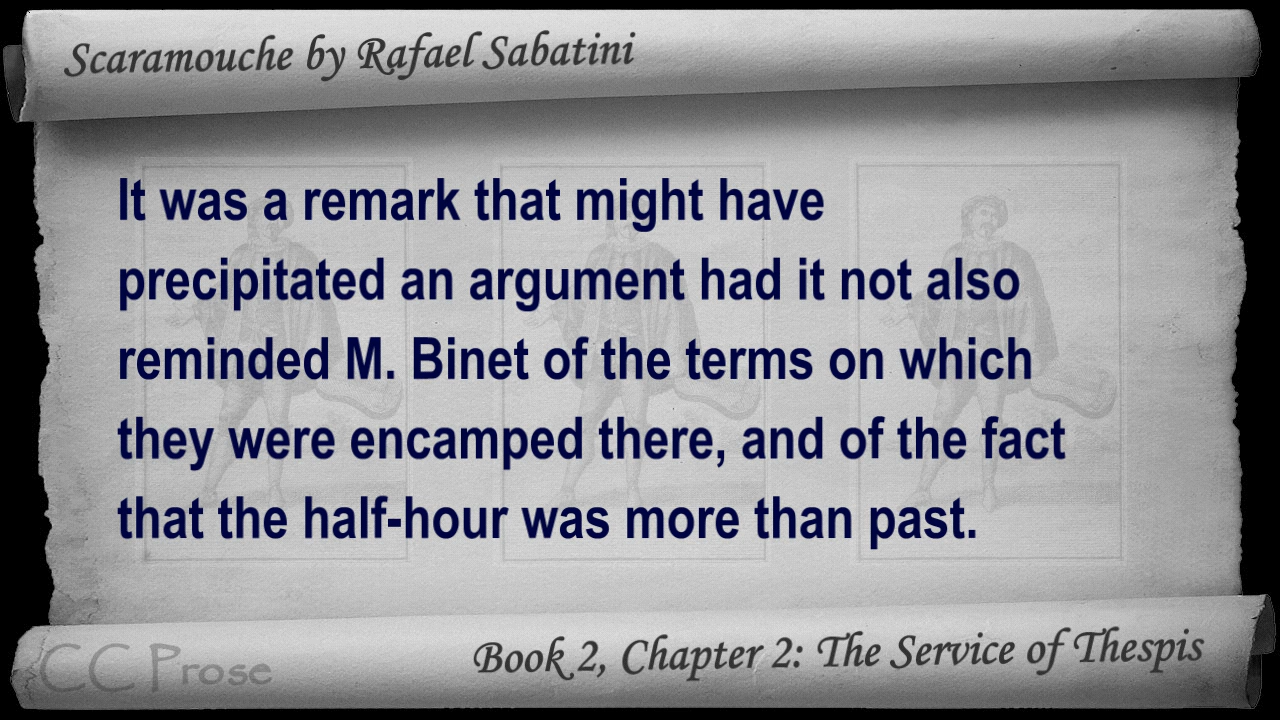 Scaramouche by Rafael Sabatini
It was a remark that might have
precipitated an argument had it not also
reminded M. Binet of the terms on which
they were encamped there, and of the fact
that the half-hour was more than past.
CC Prose
Book 2, Chapter 2: The Service of Thespis